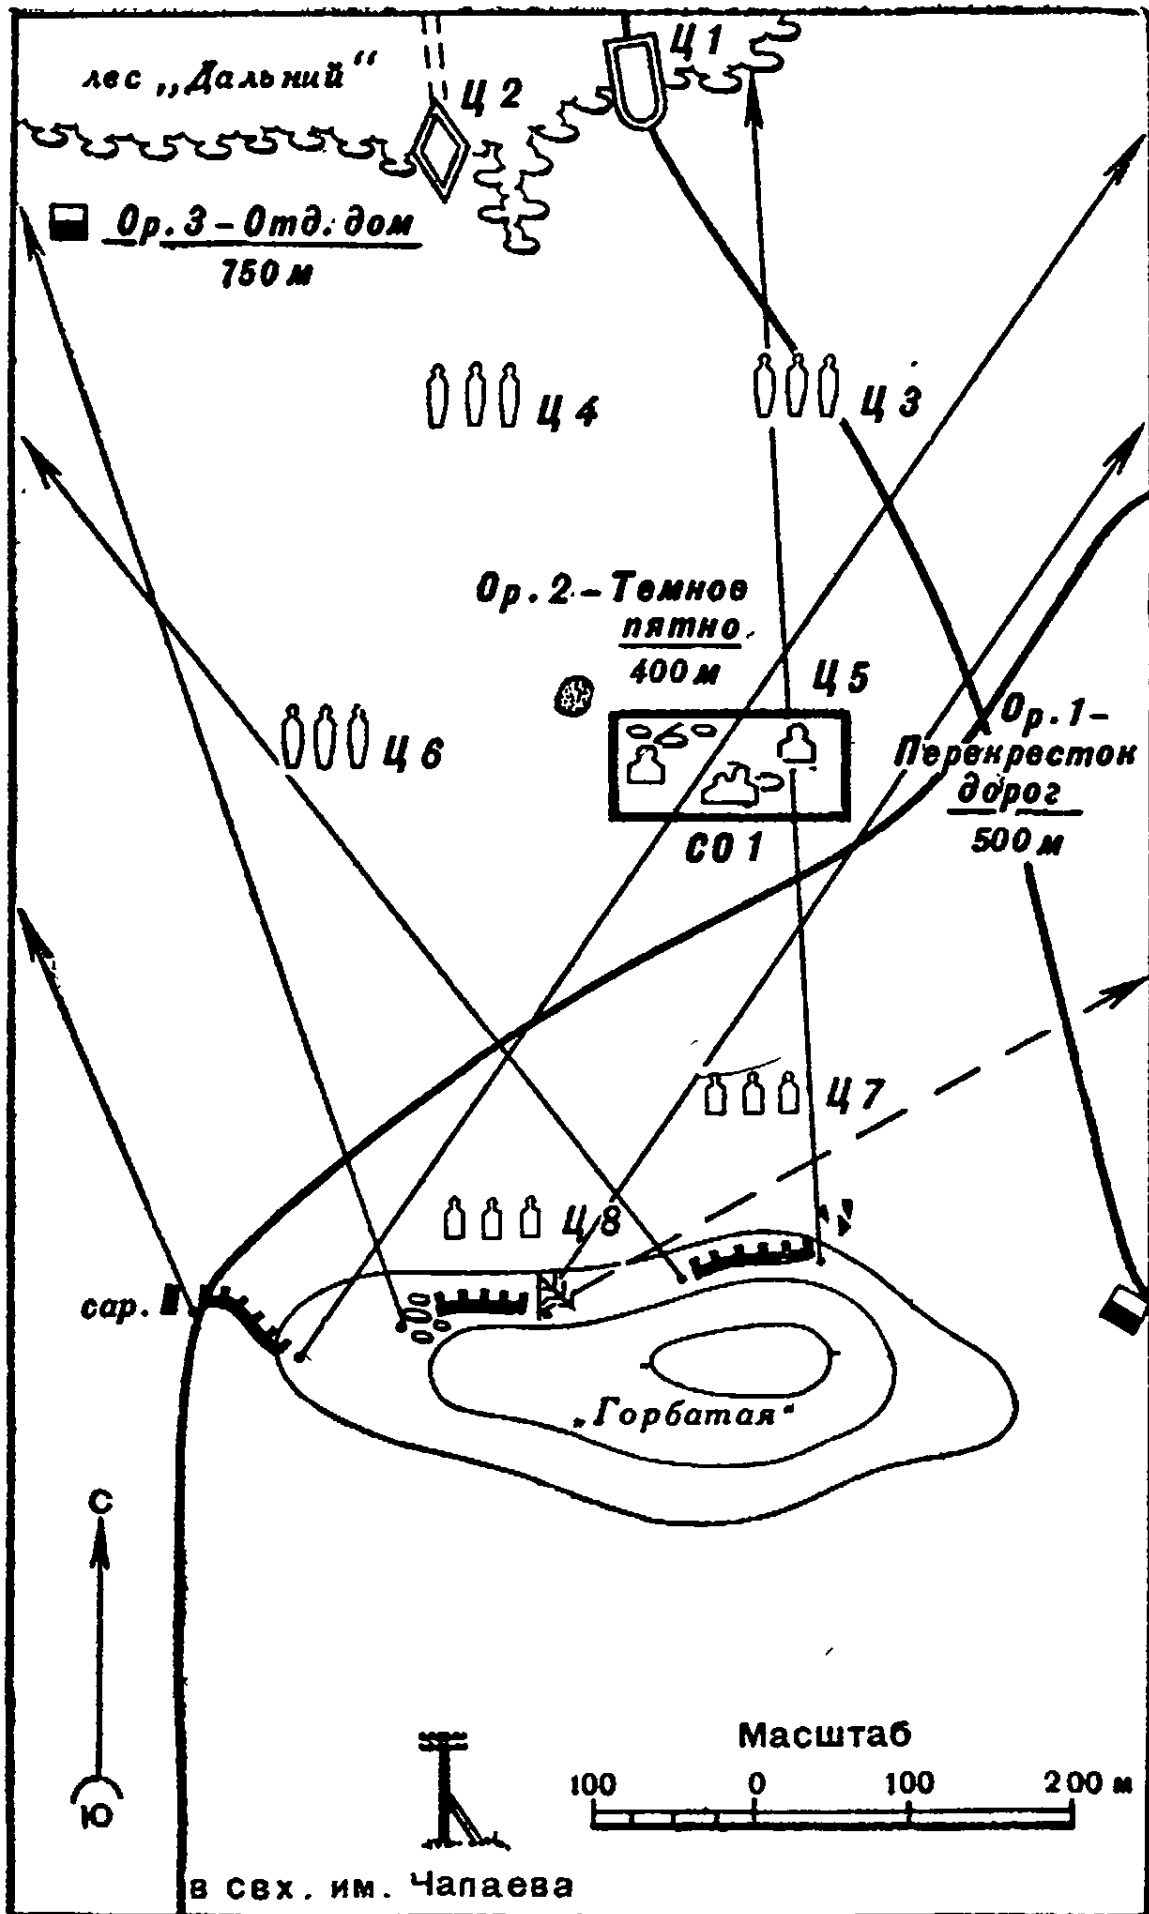 Ц 1
лес „Дальний“
Ц 2
Ор. 3 - Отд. дом
750 м
Ц 4
Ц 3
Ор. 2 - Темное
пятно
400 м
Ц 5
Ор. 1 -
Перекресток
дорог
500 м
Ц 6
СО 1
Ц 7
Ц 8
сар.
„Горбатая“
С
Ю
Масштаб
100 0 100 200 м
в свх. им. Чапаева